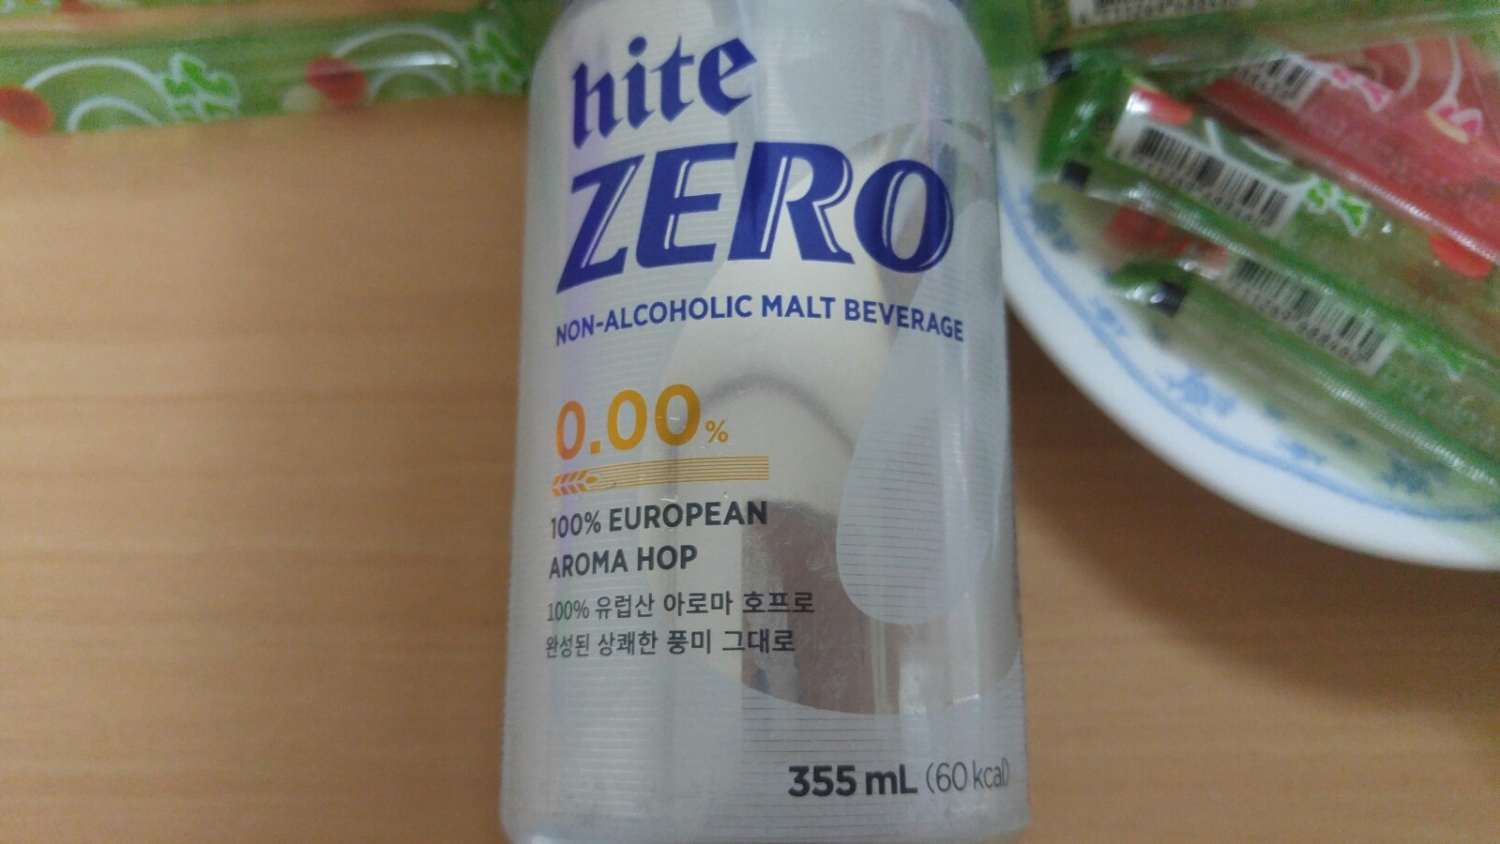 hite
ZERO
NON-ALCOHOLIC MALT BEVERAGE
0.00%
100% EUROPEAN
AROMA HOP
100% 유럽산 아로마 호프로
완성된 상쾌한 풍미 그대로
355 mL (60 kcal)